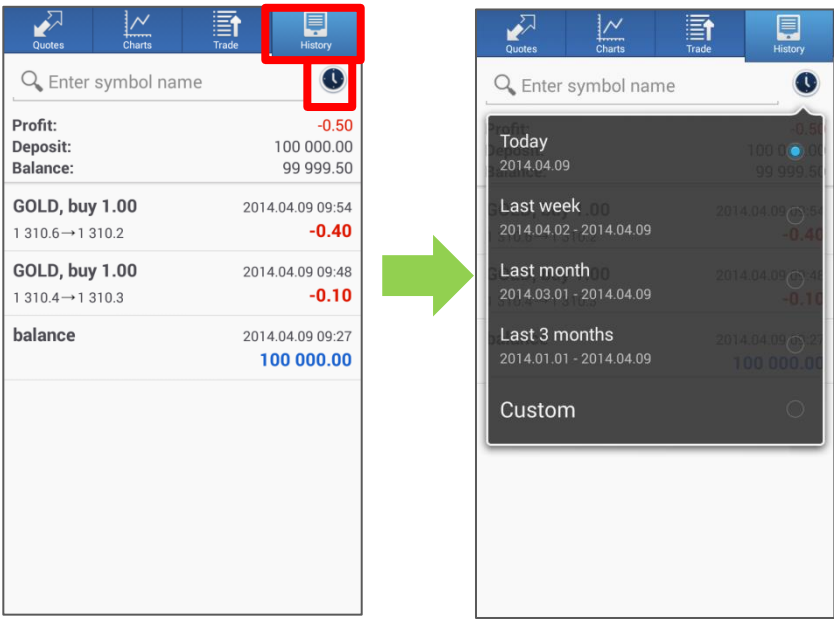 Quotes Charts Trade History
Enter symbol name
Profit: -0.50
Deposit: 100 000.00
Balance: 99 999.50
GOLD, buy 1.00 2014.04.09 09:54
1 310.6→1 310.2 -0.40
GOLD, buy 1.00 2014.04.09 09:48
1 310.4→1 310.3 -0.10
balance 2014.04.09 09:27
100 000.00
Quotes Charts Trade History
Enter symbol name
Today
2014.04.09
Last week
2014.04.02 - 2014.04.09
Last month
2014.03.01 - 2014.04.09
Last 3 months
2014.01.01 - 2014.04.09
Custom